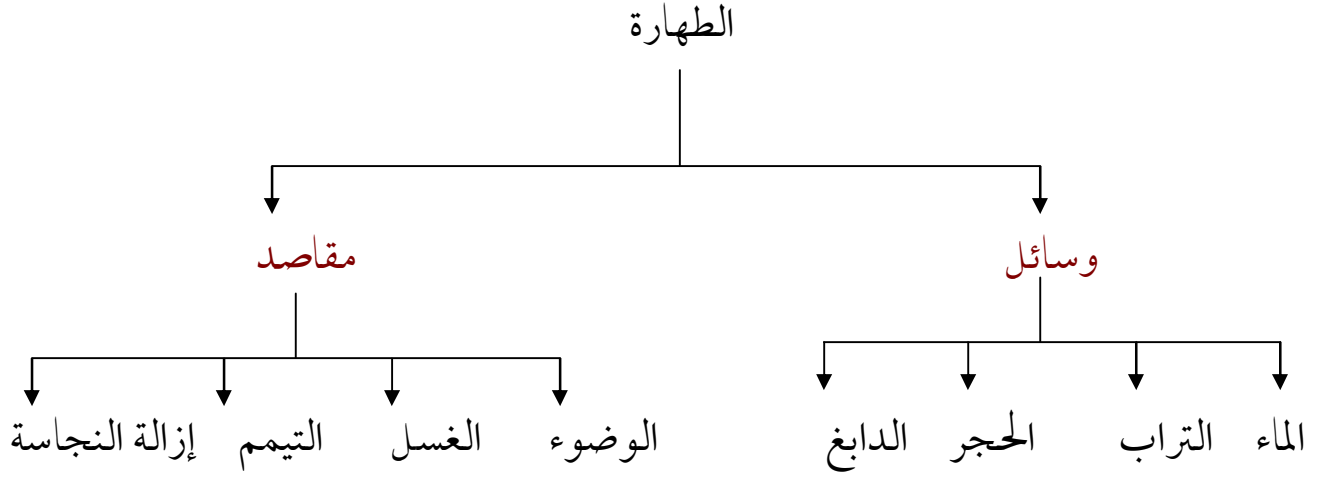 الطهارة
وسائل مقاصد
الماء التراب الحجر الدابغ الوضوء الغسل التيمم إزالة النجاسة